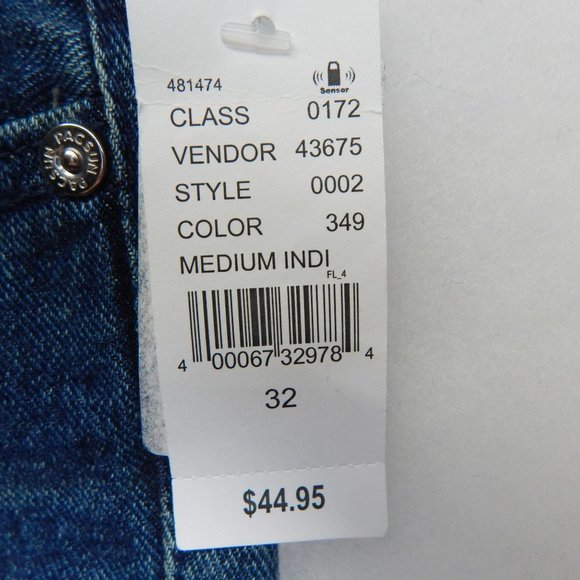 481474
Sensor
CLASS 0172
VENDOR 43675
STYLE 0002
COLOR 349
MEDIUM INDI
FL_4
4 00067 32978 4
32
$44.95
PACSUN PACSUN